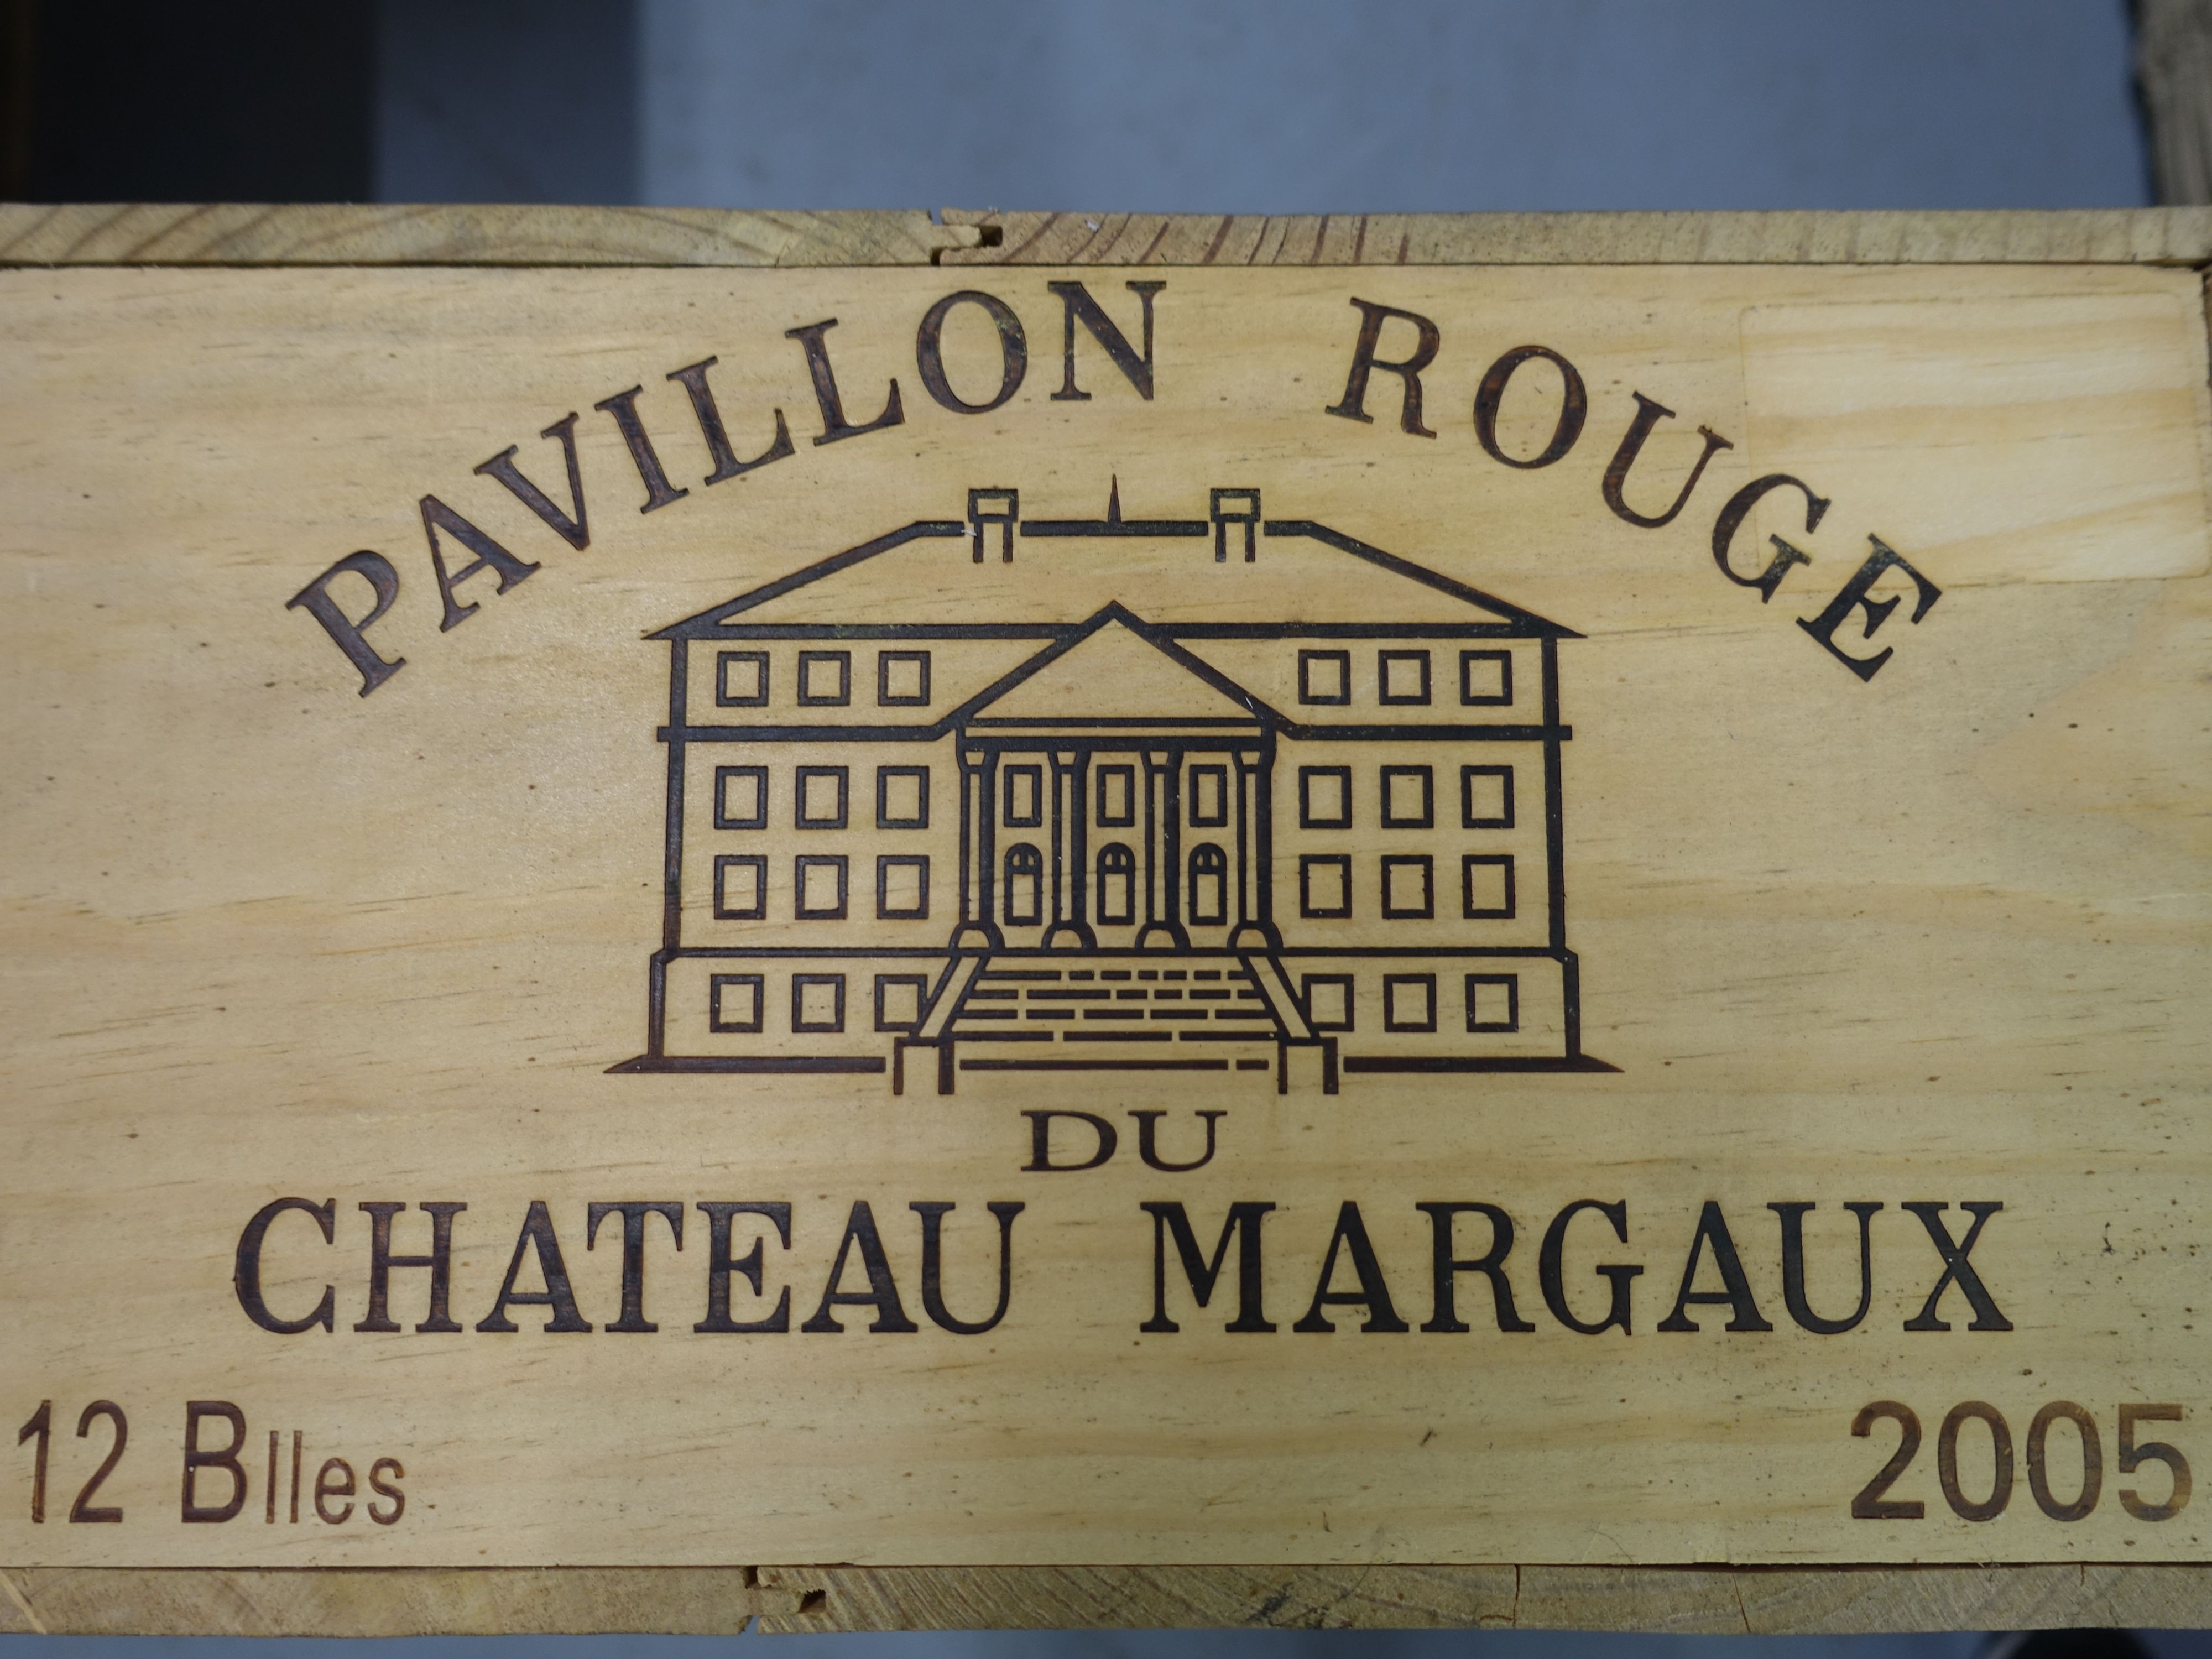 PAVILLON ROUGE
DU
CHATEAU MARGAUX
12 Blles
2005